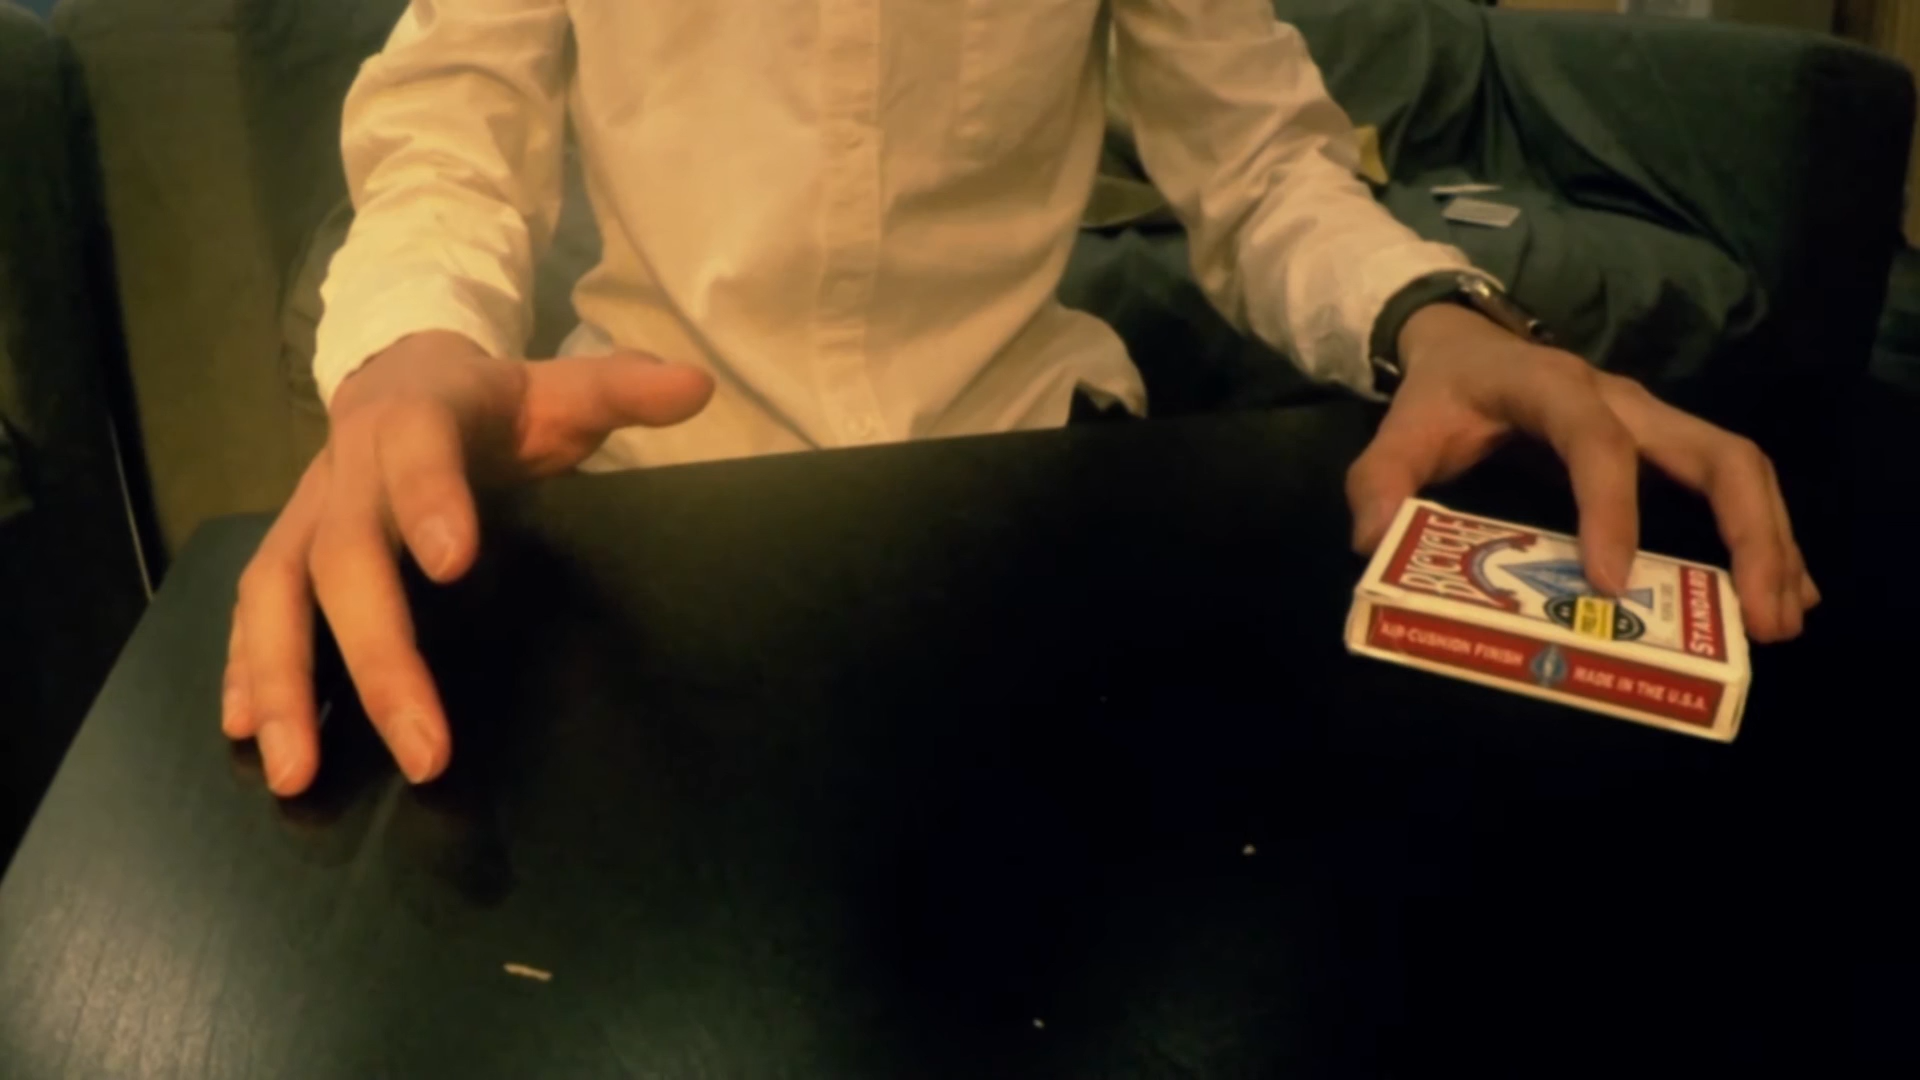 BICYCLE
STANDARD
AIR-CUSHION FINISH
MADE IN THE U.S.A.